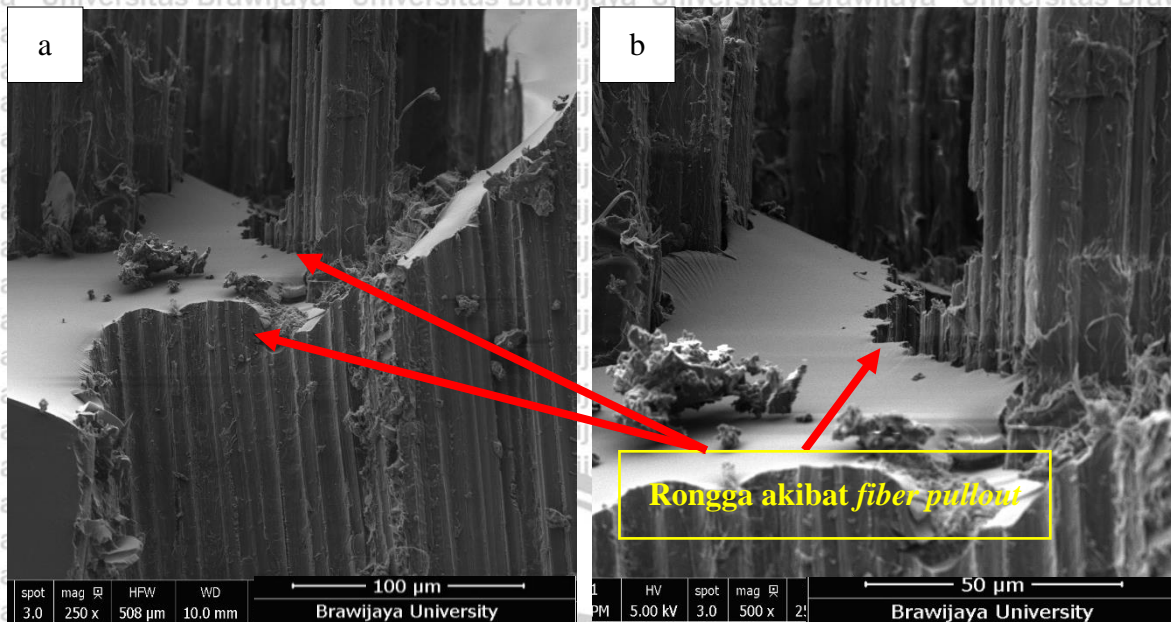 a
b
Rongga akibat fiber pullout
spot mag HFW WD
3.0 250 x 508 µm 10.0 mm
100 µm
Brawijaya University
HV spot mag
PM 5.00 kV 3.0 500 x
50 µm
Brawijaya University